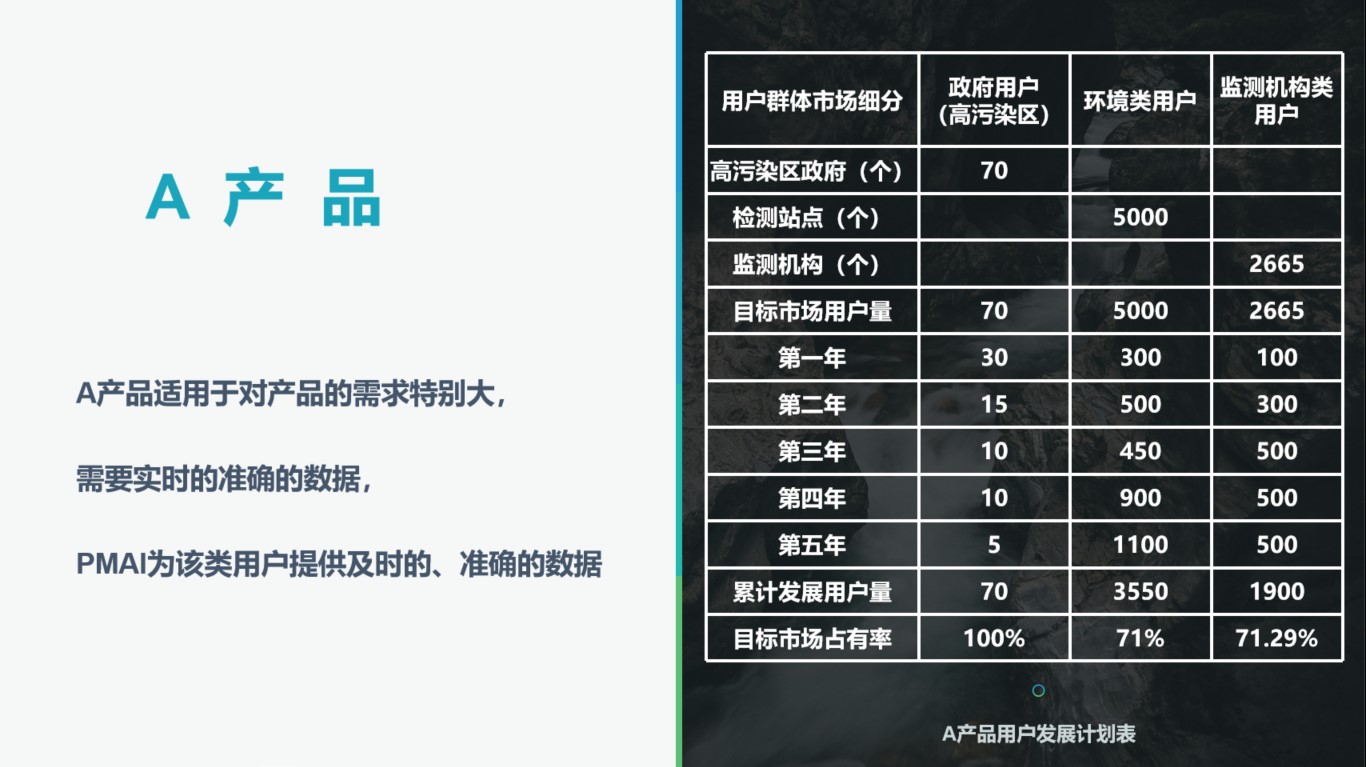 A 产 品
A产品适用于对产品的需求特别大，
需要实时的准确的数据，
PMAI为该类用户提供及时的、准确的数据
用户群体市场细分 政府用户（高污染区） 环境类用户 监测机构类用户
高污染区政府（个） 70
检测站点（个） 5000
监测机构（个） 2665
目标市场用户量 70 5000 2665
第一年 30 300 100
第二年 15 500 300
第三年 10 450 500
第四年 10 900 500
第五年 5 1100 500
累计发展用户量 70 3550 1900
目标市场占有率 100% 71% 71.29%
A产品用户发展计划表